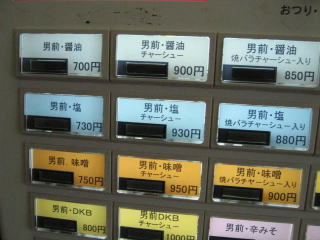 おつり・
男前・醤油
700円
男前・醤油
チャーシュー
900円
男前・醤油
焼バラチャーシュー入り
850円
男前・塩
730円
男前・塩
チャーシュー
930円
男前・塩
焼バラチャーシュー入り
880円
男前・味噌
750円
男前・味噌
チャーシュー
950円
男前・味噌
焼バラチャーシュー入り
900円
男前・DKB
800円
男前DKB
チャーシュー
1000円
男前・辛みそ